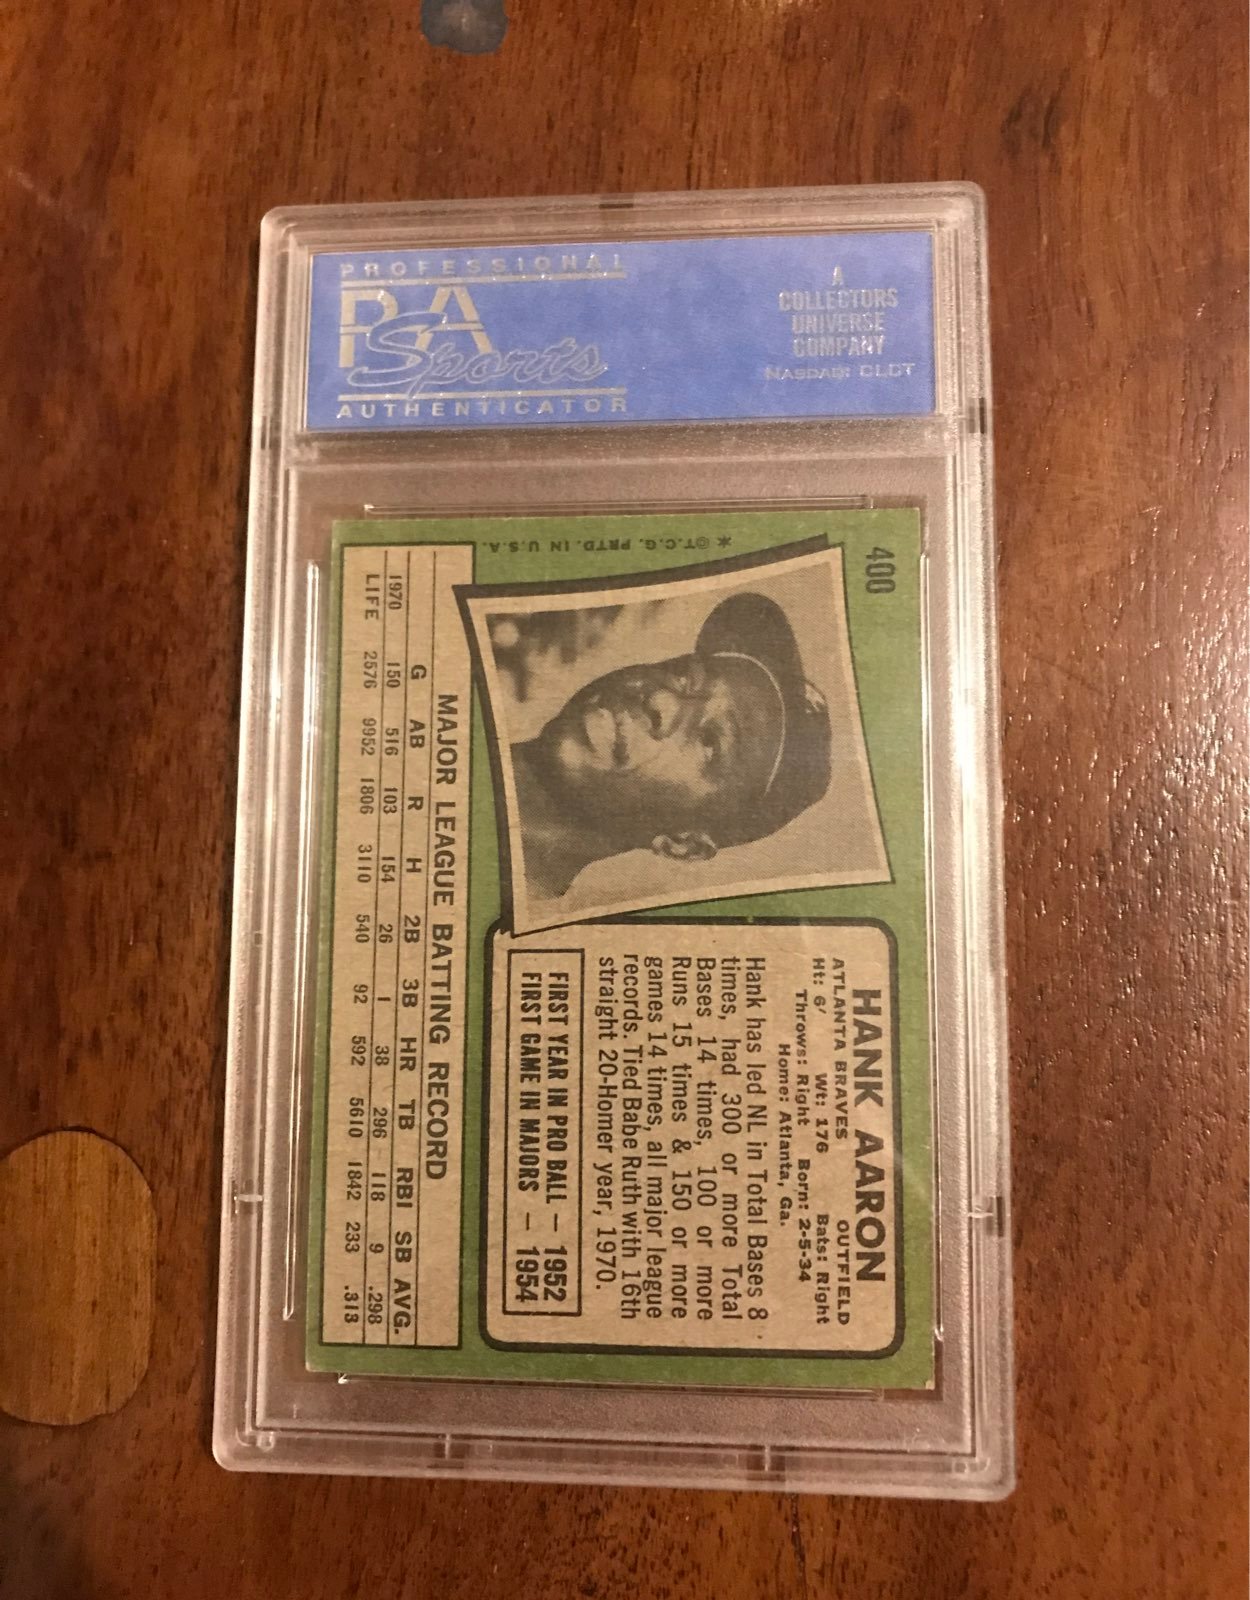 PROFESSIONAL
PSA
Sports
AUTHENTICATOR
A
COLLECTORS
UNIVERSE
COMPANY
NASDAQ: CLCT
400
*©T.C.G. PRTD. IN U.S.A.
HANK AARON
ATLANTA BRAVES OUTFIELD
Ht: 6' Wt: 176 Bats: Right
Throws: Right Born: 2-5-34
Home: Atlanta, Ga.
Hank has led NL in Total Bases 8
times, had 300 or more Total
Bases 14 times, 100 or more
Runs 15 times & 150 or more
games 14 times, all major league
records. Tied Babe Ruth with 16th
straight 20-Homer year, 1970.
FIRST YEAR IN PRO BALL — 1952
FIRST GAME IN MAJORS — 1954
MAJOR LEAGUE BATTING RECORD
G AB R H 2B 3B HR TB RBI SB AVG.
1970 150 516 103 154 26 1 38 296 118 9 .298
LIFE 2576 9952 1806 3110 540 92 592 5610 1842 233 .313